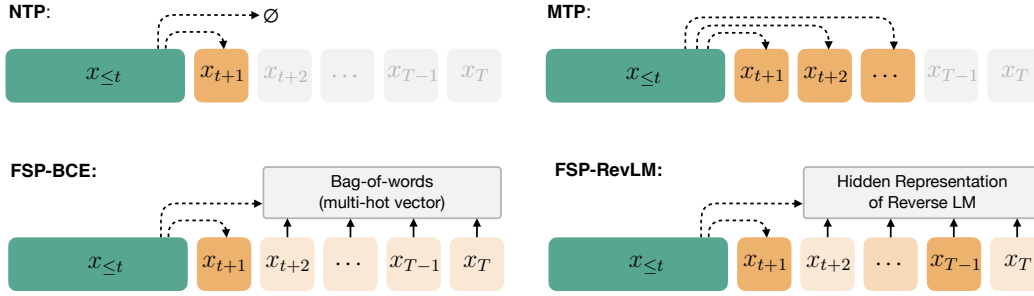 NTP:
∅
x≤t xt+1 xt+2 ... xT−1 xT
MTP:
x≤t xt+1 xt+2 ... xT−1 xT
FSP-BCE:
Bag-of-words
(multi-hot vector)
x≤t xt+1 xt+2 ... xT−1 xT
FSP-RevLM:
Hidden Representation
of Reverse LM
x≤t xt+1 xt+2 ... xT−1 xT